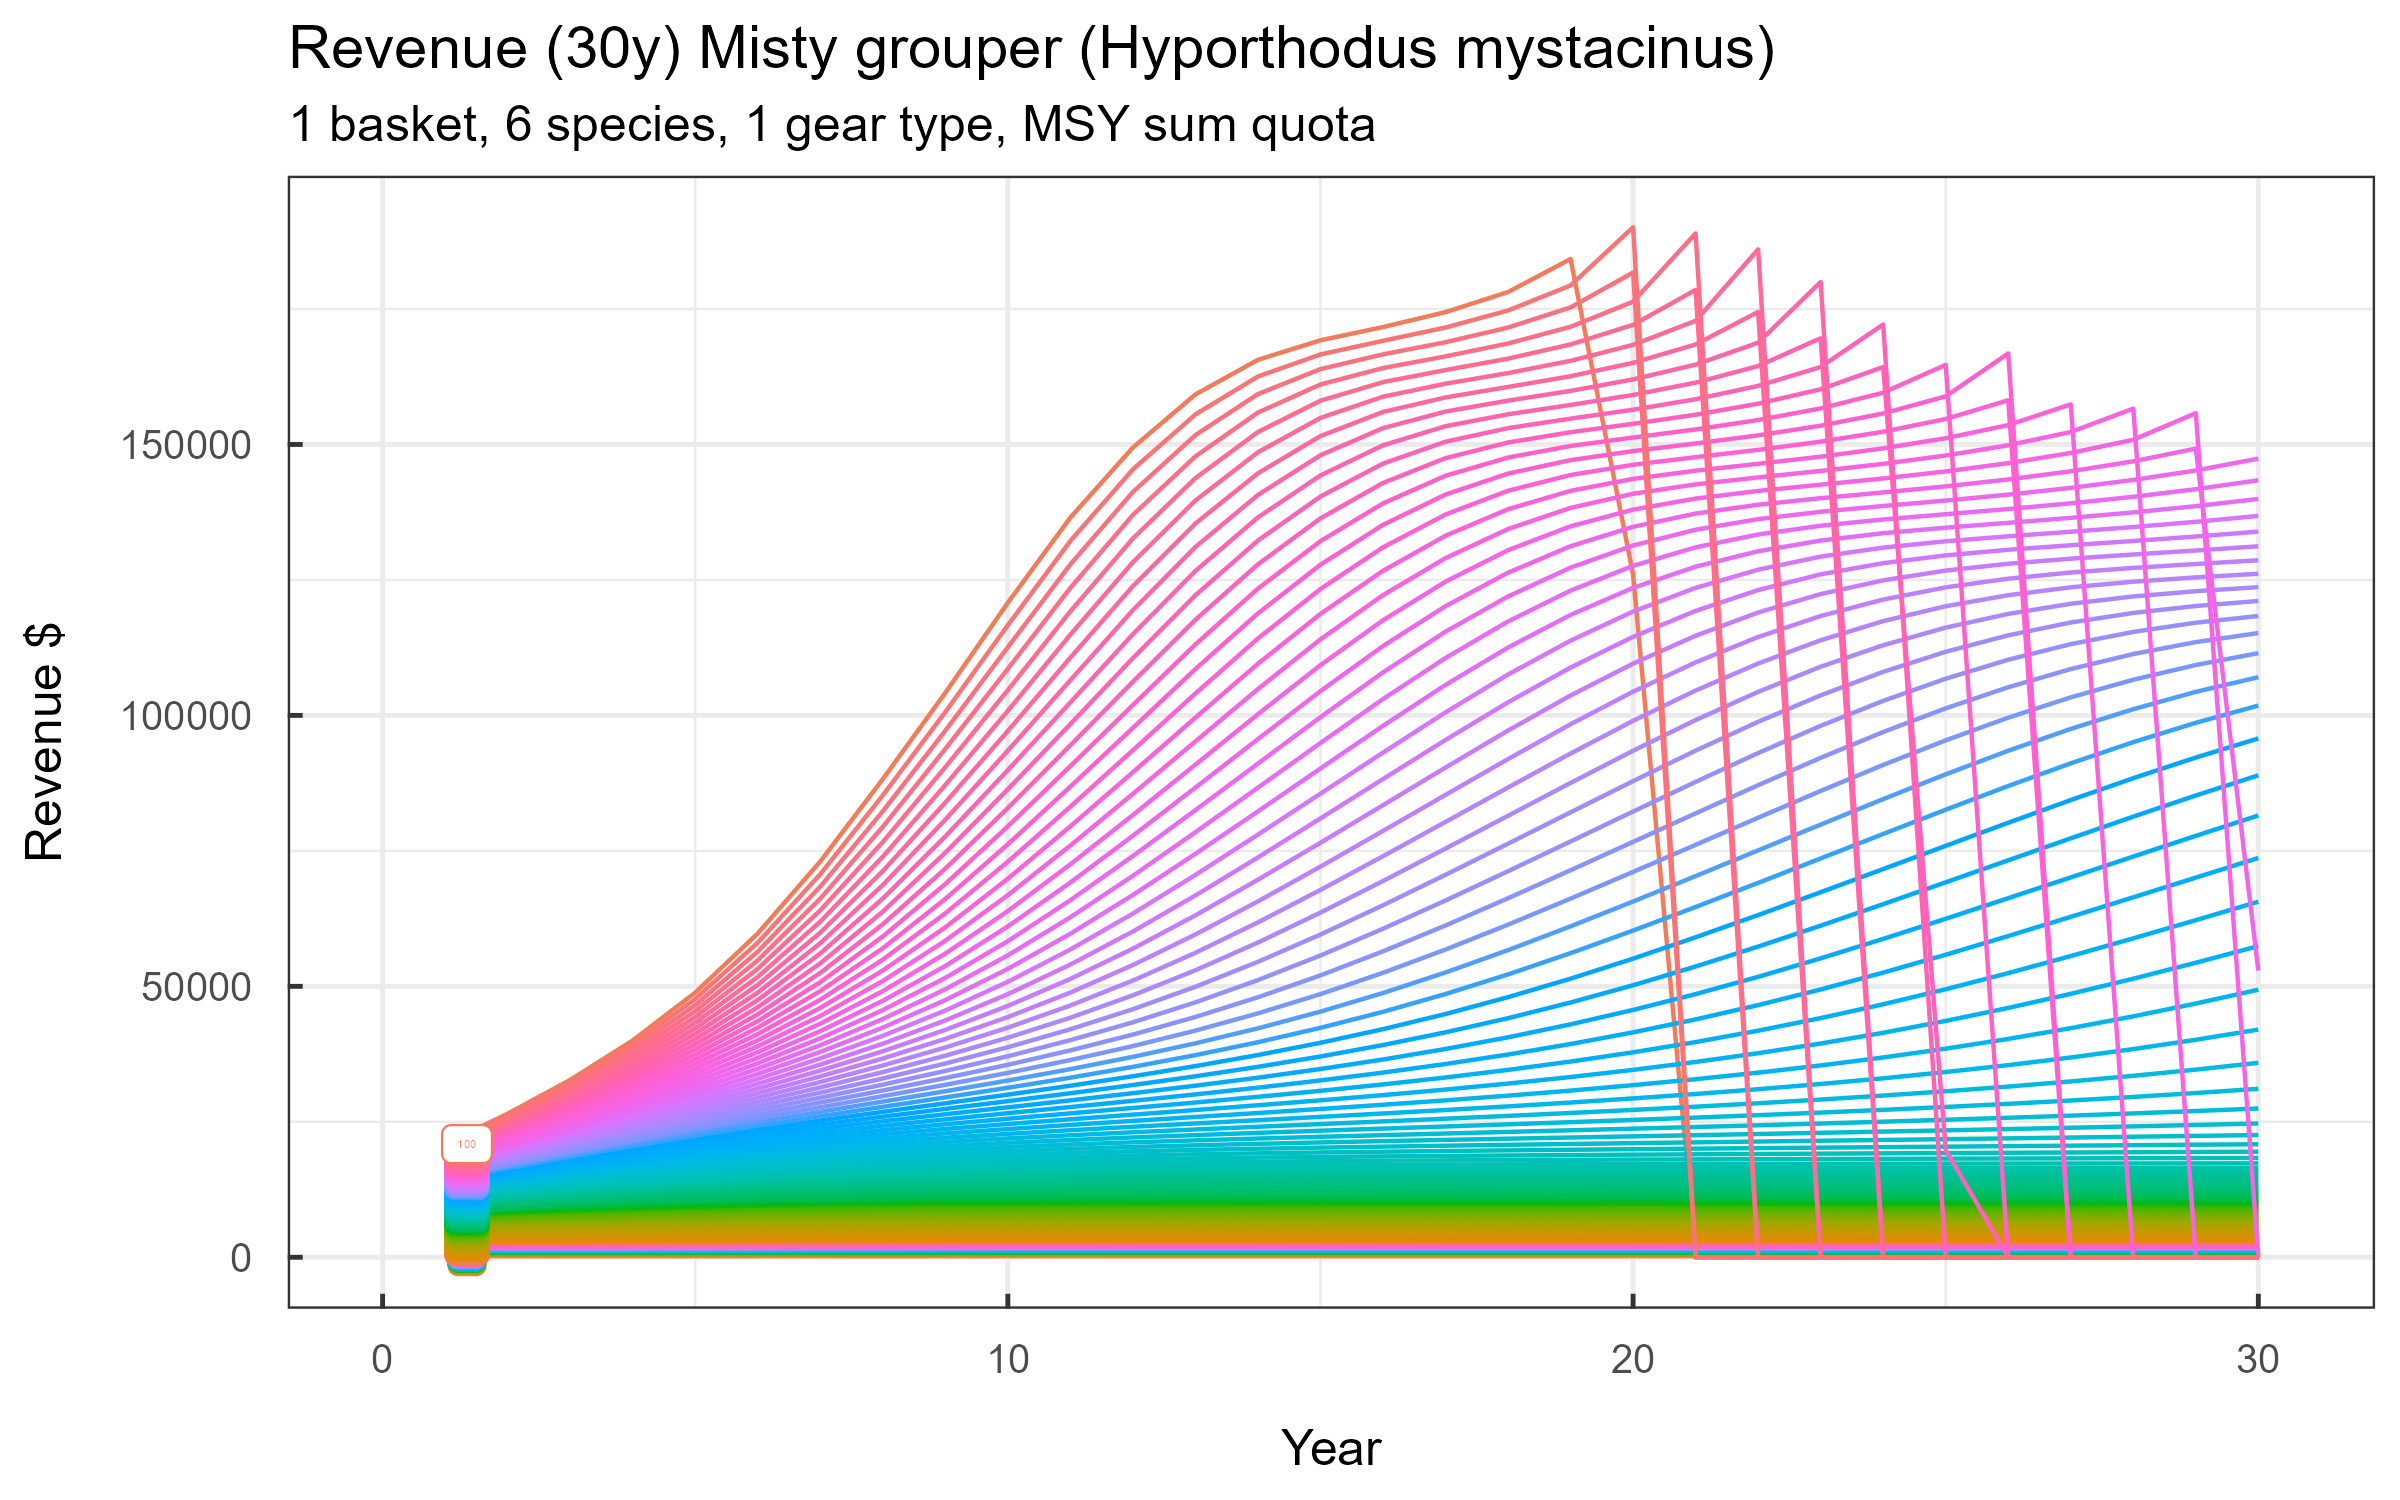 Revenue (30y) Misty grouper (Hyporthodus mystacinus)
1 basket, 6 species, 1 gear type, MSY sum quota
Revenue $
150000
100000
50000
0
100
0
10
20
30
Year